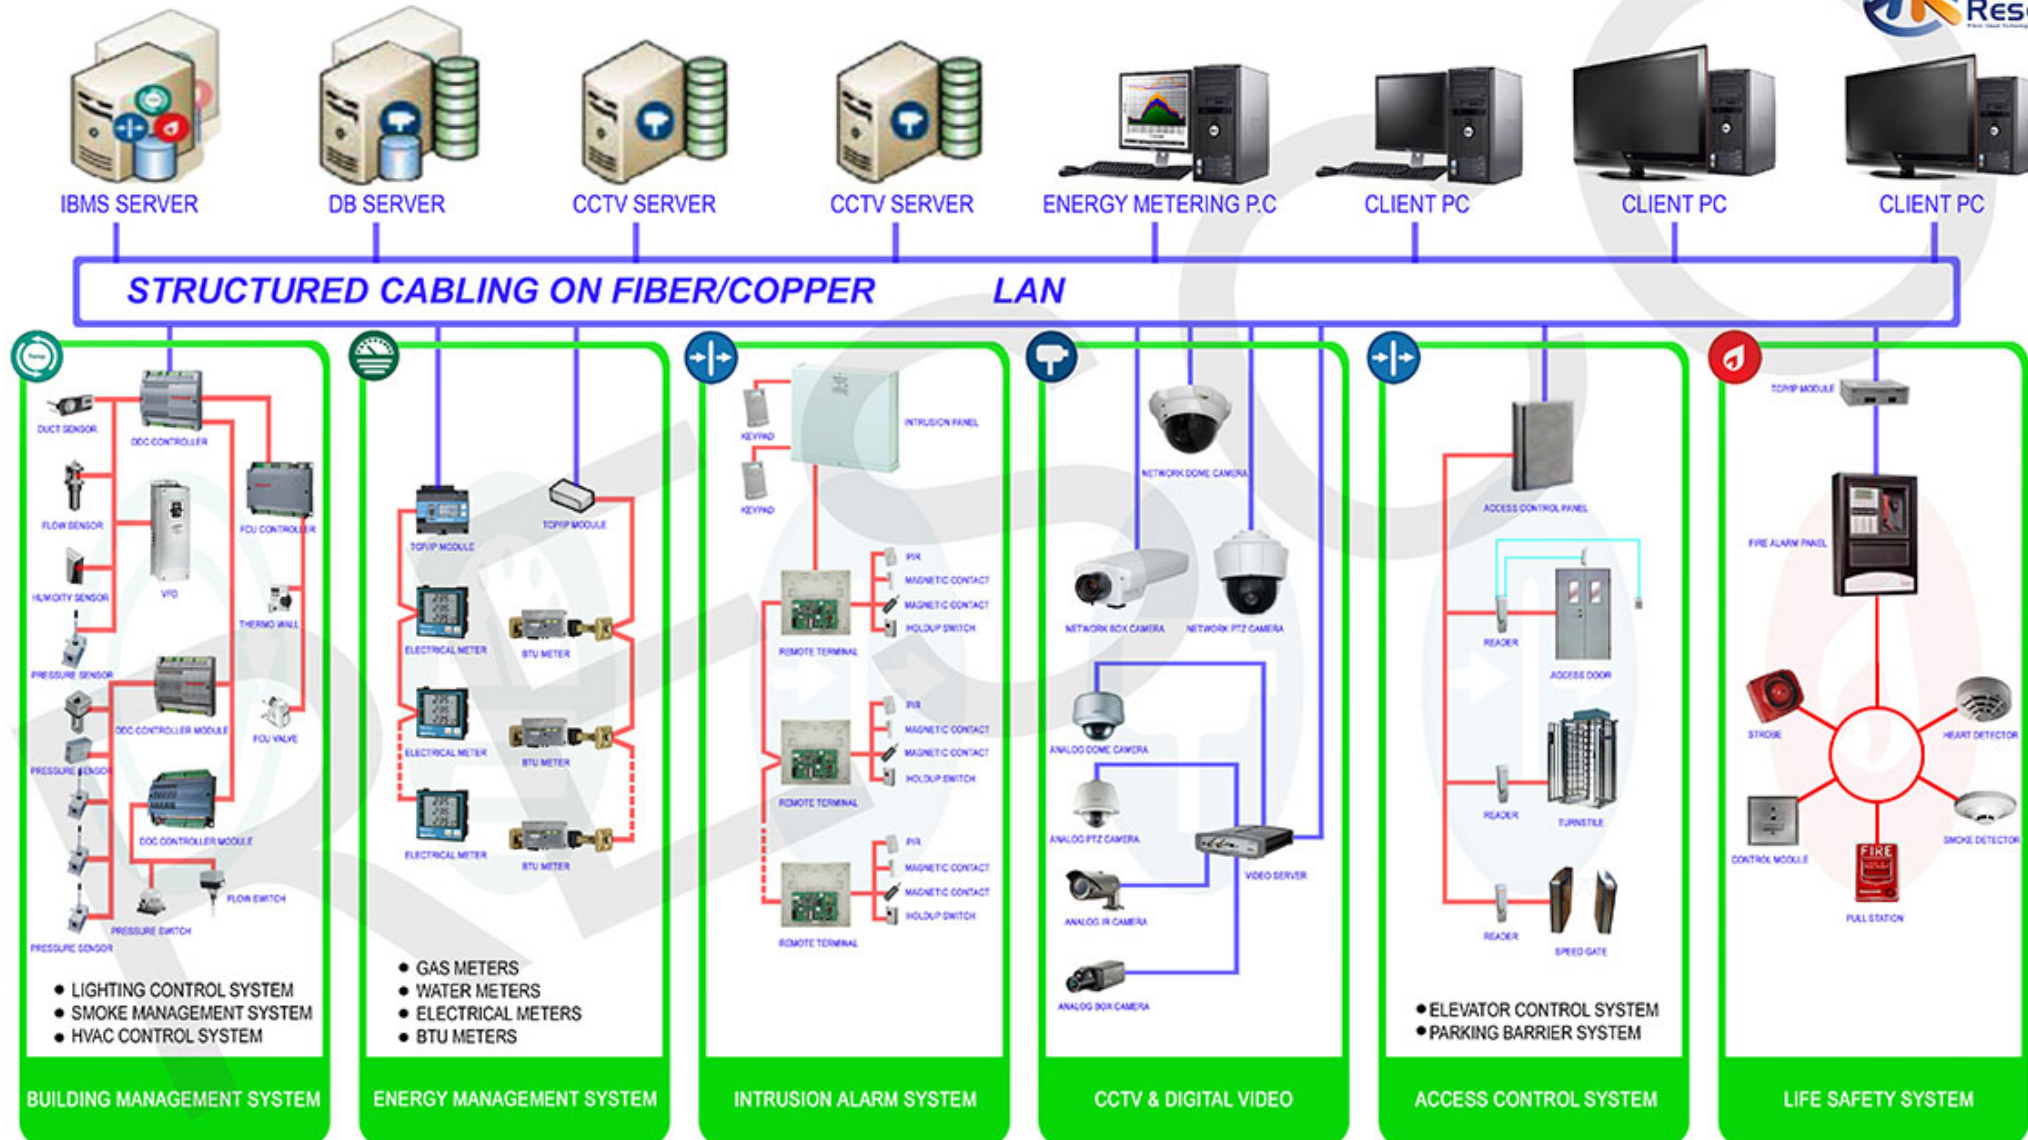 Rese
IBMS SERVER
DB SERVER
CCTV SERVER
CCTV SERVER
ENERGY METERING P.C
CLIENT PC
CLIENT PC
CLIENT PC
STRUCTURED CABLING ON FIBER/COPPER LAN
DUCT SENSOR
DDC CONTROLLER
FLOW SENSOR
FCU CONTROLLER
HUMIDITY SENSOR
VFD
THERMO WALL
PRESSURE SENSOR
DDC CONTROLLER MODULE
FCU VALVE
PRESSURE SENSOR
DDC CONTROLLER MODULE
FLOW SWITCH
PRESSURE SWITCH
PRESSURE SENSOR
● LIGHTING CONTROL SYSTEM
● SMOKE MANAGEMENT SYSTEM
● HVAC CONTROL SYSTEM
BUILDING MANAGEMENT SYSTEM
TCP/IP MODULE
TCP/IP MODULE
ELECTRICAL METER
BTU METER
ELECTRICAL METER
BTU METER
ELECTRICAL METER
BTU METER
● GAS METERS
● WATER METERS
● ELECTRICAL METERS
● BTU METERS
ENERGY MANAGEMENT SYSTEM
KEYPAD
INTRUSION PANEL
KEYPAD
PIR
MAGNETIC CONTACT
MAGNETIC CONTACT
HOLDUP SWITCH
REMOTE TERMINAL
PIR
MAGNETIC CONTACT
MAGNETIC CONTACT
HOLDUP SWITCH
REMOTE TERMINAL
PIR
MAGNETIC CONTACT
MAGNETIC CONTACT
HOLDUP SWITCH
REMOTE TERMINAL
INTRUSION ALARM SYSTEM
NETWORK DOME CAMERA
NETWORK BOX CAMERA
NETWORK PTZ CAMERA
ANALOG DOME CAMERA
ANALOG PTZ CAMERA
VIDEO SERVER
ANALOG IR CAMERA
ANALOG BOX CAMERA
CCTV & DIGITAL VIDEO
ACCESS CONTROL PANEL
READER
ACCESS DOOR
READER
TURNSTILE
READER
SPEED GATE
● ELEVATOR CONTROL SYSTEM
● PARKING BARRIER SYSTEM
ACCESS CONTROL SYSTEM
TCP/IP MODULE
FIRE ALARM PANEL
STROBE
HEART DETECTOR
CONTROL MODULE
SMOKE DETECTOR
FIRE
PULL STATION
LIFE SAFETY SYSTEM
RESCO